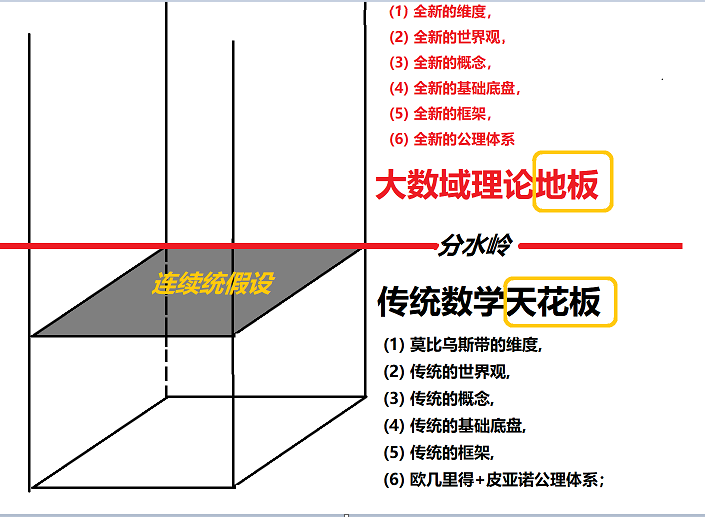 (1) 全新的维度，
(2) 全新的世界观，
(3) 全新的概念，
(4) 全新的基础底盘，
(5) 全新的框架，
(6) 全新的公理体系
大数域理论地板
分水岭
连续统假设
传统数学天花板
(1) 莫比乌斯带的维度,
(2) 传统的世界观,
(3) 传统的概念,
(4) 传统的基础底盘,
(5) 传统的框架,
(6) 欧几里得+皮亚诺公理体系；